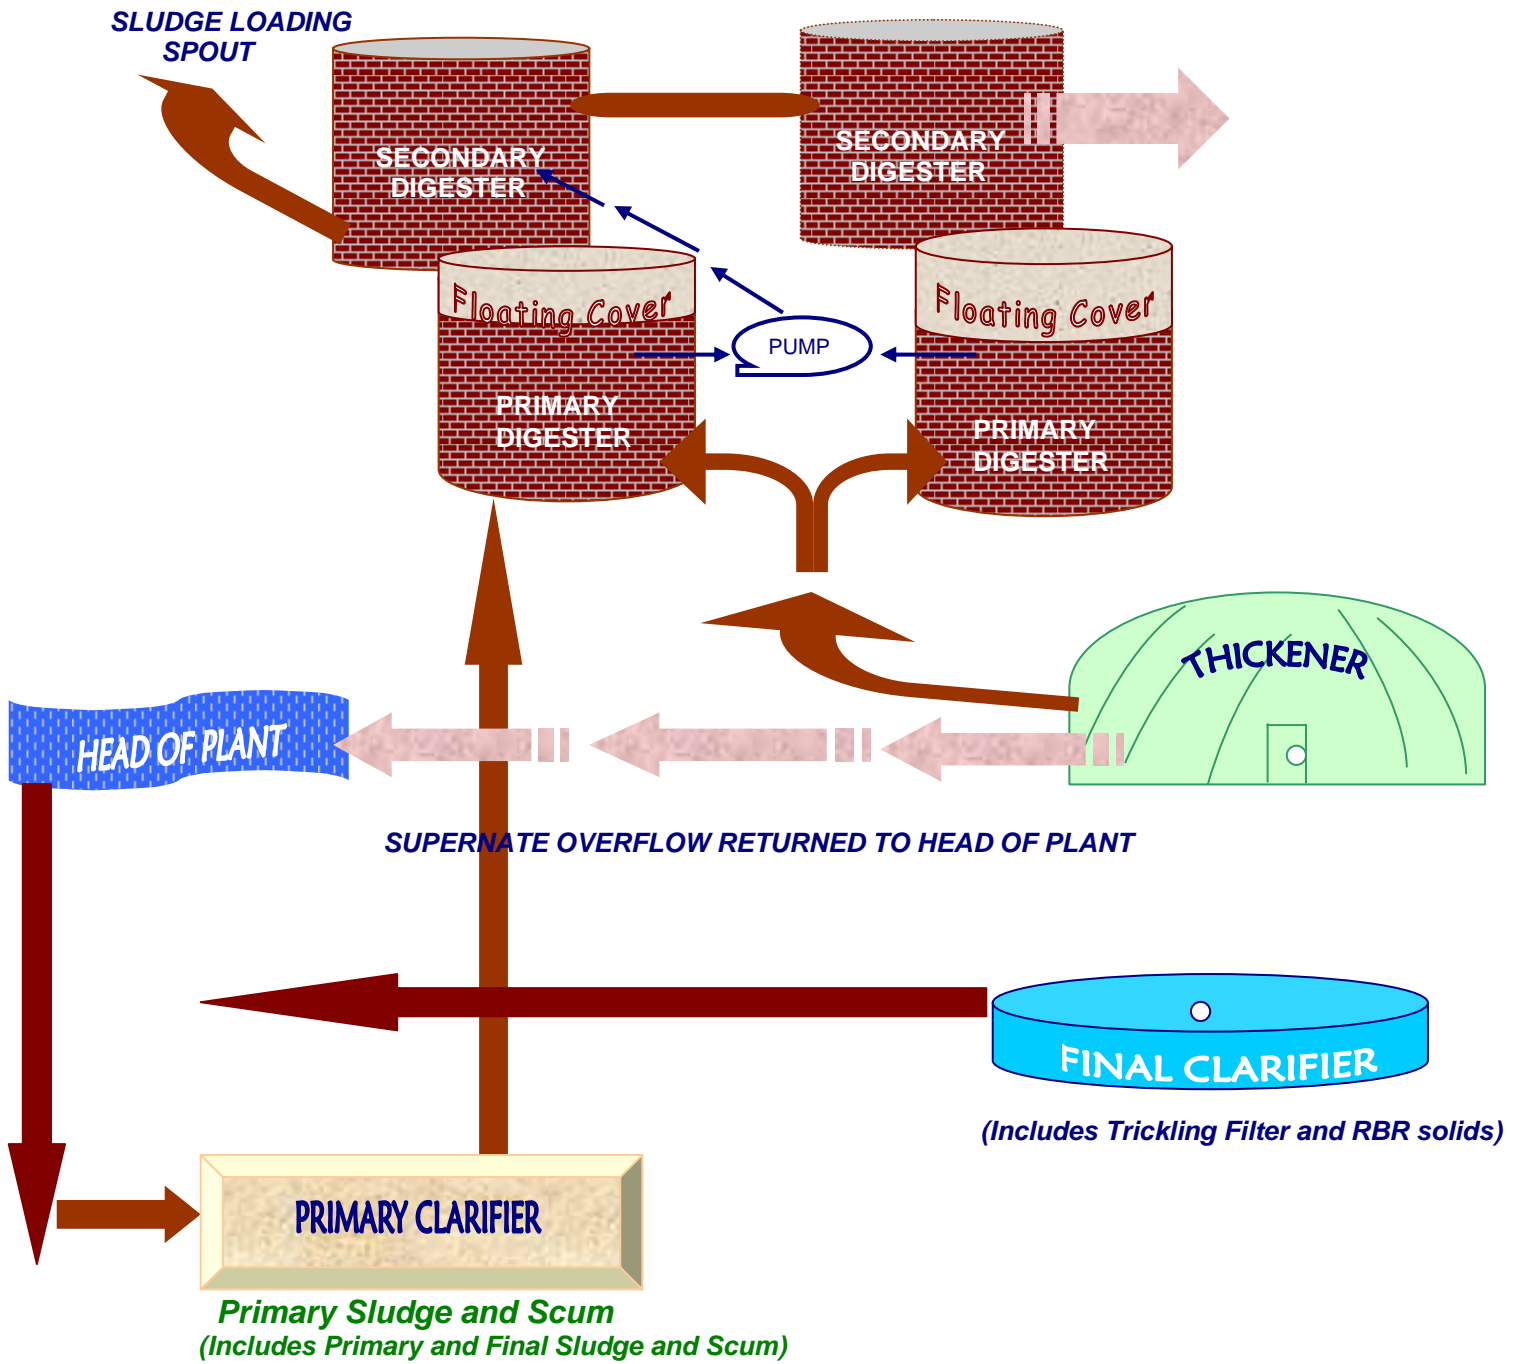 SLUDGE LOADING
SPOUT
SECONDARY
DIGESTER
SECONDARY
DIGESTER
Floating Cover
Floating Cover
PUMP
PRIMARY
DIGESTER
PRIMARY
DIGESTER
THICKENER
HEAD OF PLANT
SUPERNATE OVERFLOW RETURNED TO HEAD OF PLANT
FINAL CLARIFIER
(Includes Trickling Filter and RBR solids)
PRIMARY CLARIFIER
Primary Sludge and Scum
(Includes Primary and Final Sludge and Scum)